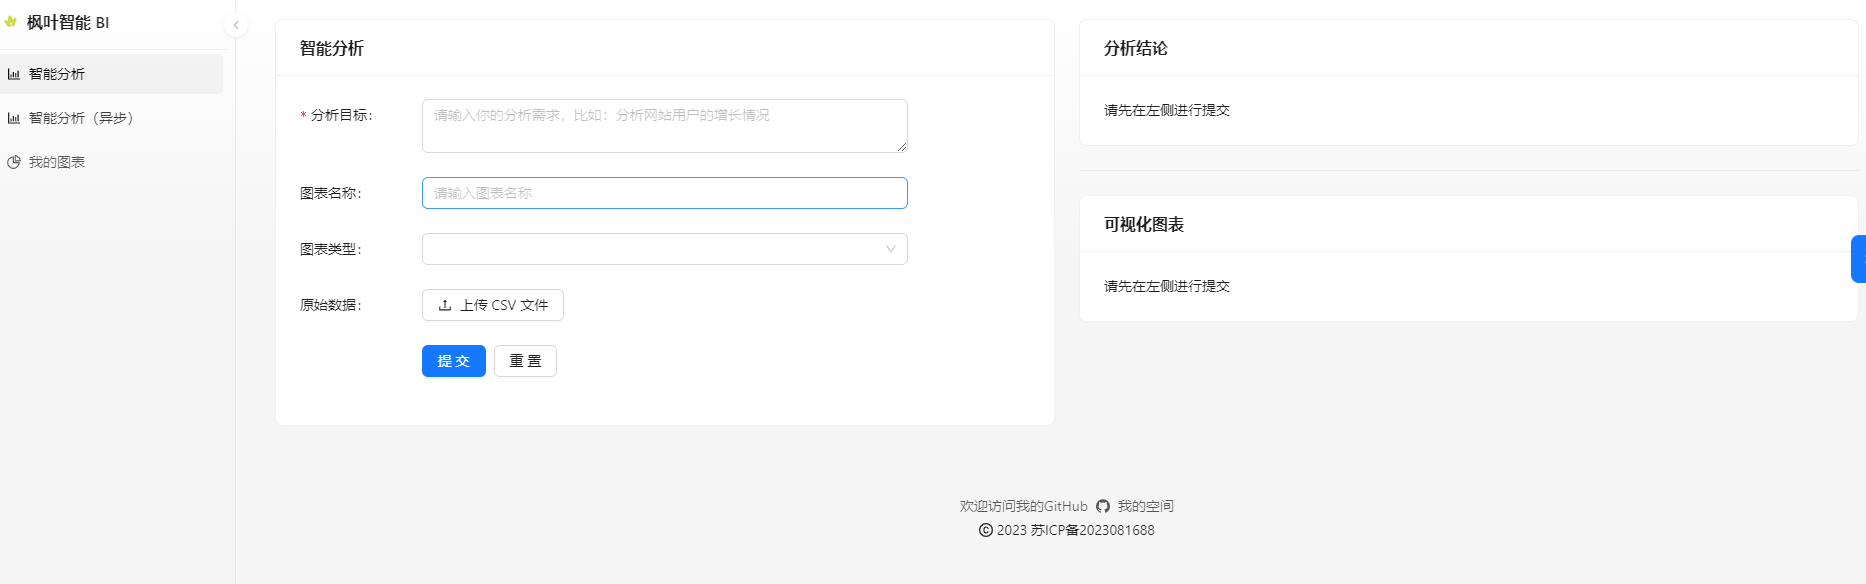 枫叶智能 BI
智能分析
智能分析（异步）
我的图表
智能分析
* 分析目标：
请输入你的分析需求，比如：分析网站用户的增长情况
图表名称：
请输入图表名称
图表类型：
原始数据：
上传 CSV 文件
提 交
重 置
分析结论
请先在左侧进行提交
可视化图表
请先在左侧进行提交
欢迎访问我的GitHub 我的空间
© 2023 苏ICP备2023081688